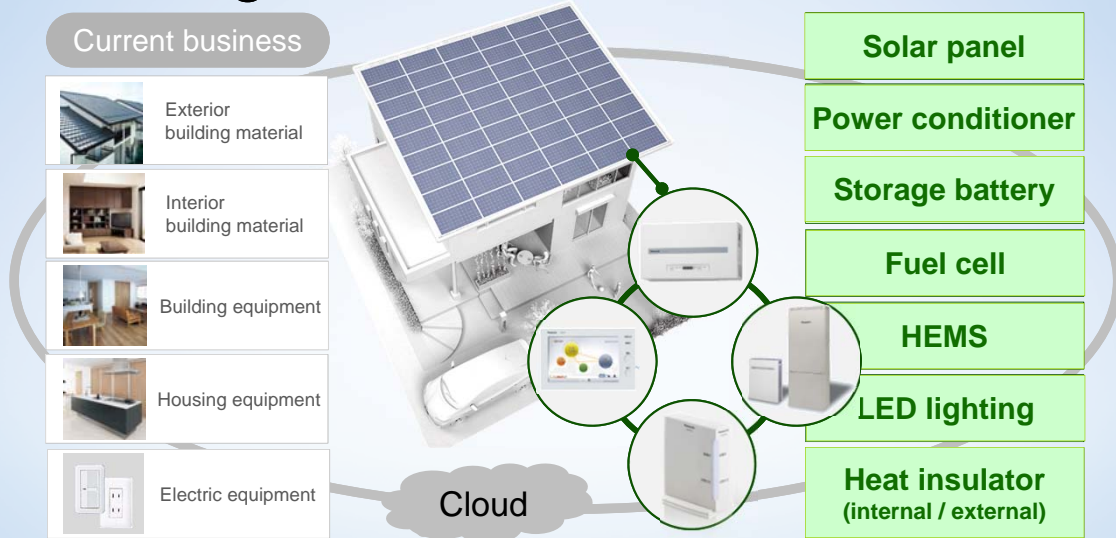 Current business
Exterior
building material
Interior
building material
Building equipment
Housing equipment
Electric equipment
Cloud
Solar panel
Power conditioner
Storage battery
Fuel cell
HEMS
LED lighting
Heat insulator
(internal / external)